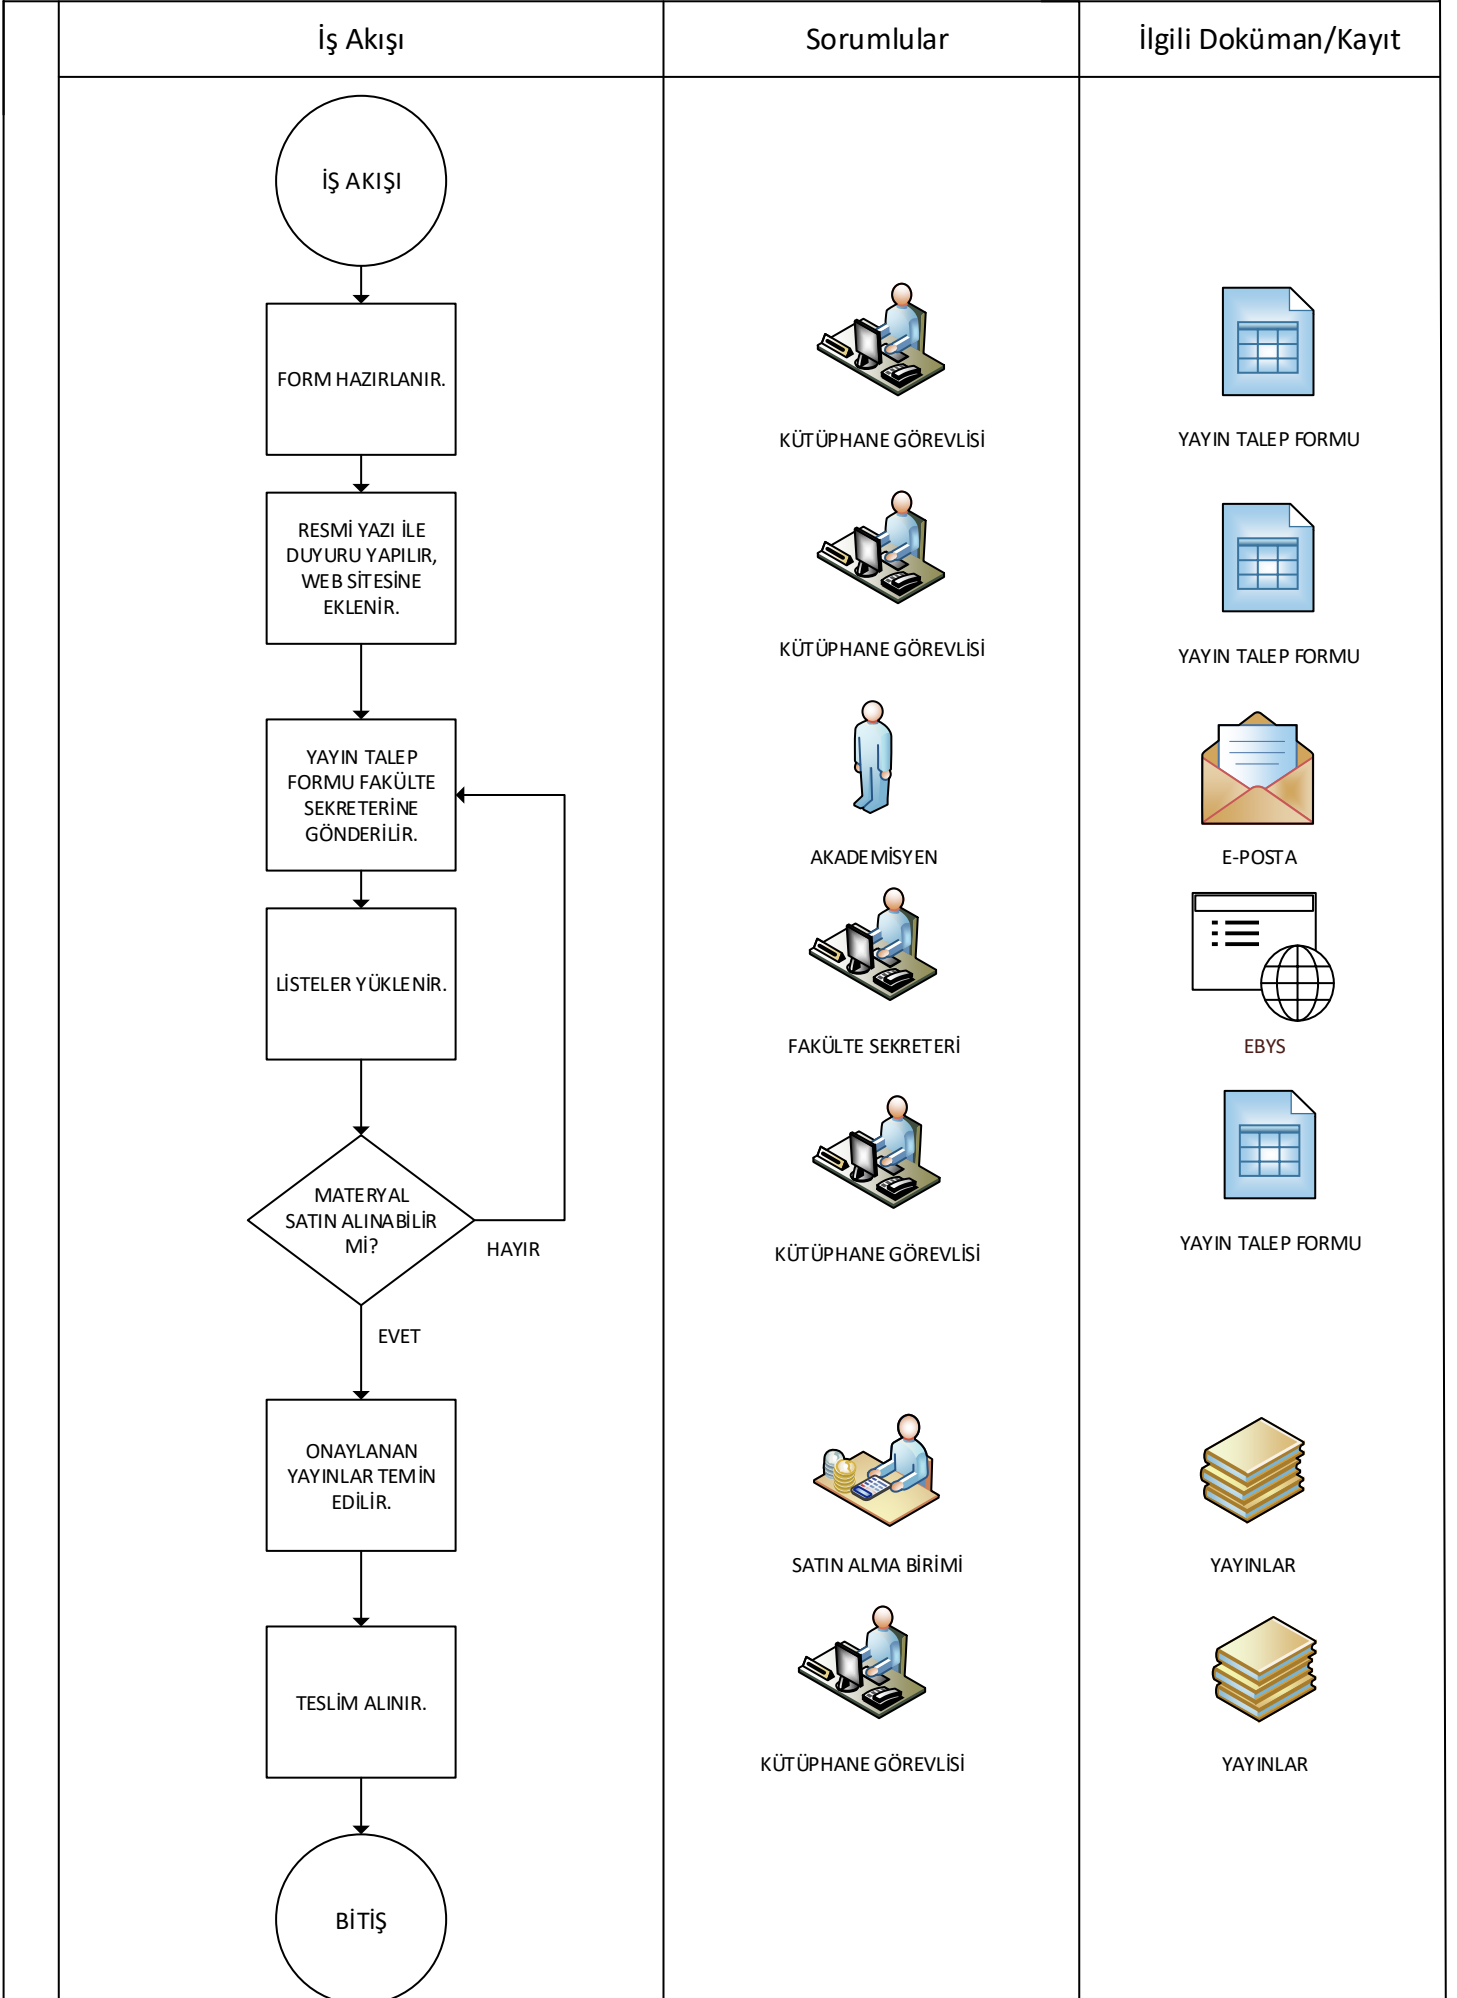 İş Akışı
Sorumlular
İlgili Doküman/Kayıt
İŞ AKIŞI
FORM HAZIRLANIR.
KÜTÜPHANE GÖREVLİSİ
YAYIN TALEP FORMU
RESMİ YAZI İLE
DUYURU YAPILIR,
WEB SİTESİNE
EKLENİR.
KÜTÜPHANE GÖREVLİSİ
YAYIN TALEP FORMU
YAYIN TALEP
FORMU FAKÜLTE
SEKRETERİNE
GÖNDERİLİR.
AKADEMİSYEN
E-POSTA
LİSTELER YÜKLENİR.
FAKÜLTE SEKRETERİ
EBYS
MATERYAL
SATIN ALINABİLİR
Mİ?
HAYIR
KÜTÜPHANE GÖREVLİSİ
YAYIN TALEP FORMU
EVET
ONAYLANAN
YAYINLAR TEMİN
EDİLİR.
SATIN ALMA BİRİMİ
YAYINLAR
TESLİM ALINIR.
KÜTÜPHANE GÖREVLİSİ
YAYINLAR
BİTİŞ